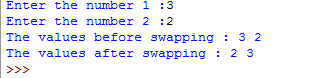 Enter the number 1 :3
Enter the number 2 :2
The values before swapping : 3 2
The values after swapping : 2 3
>>>